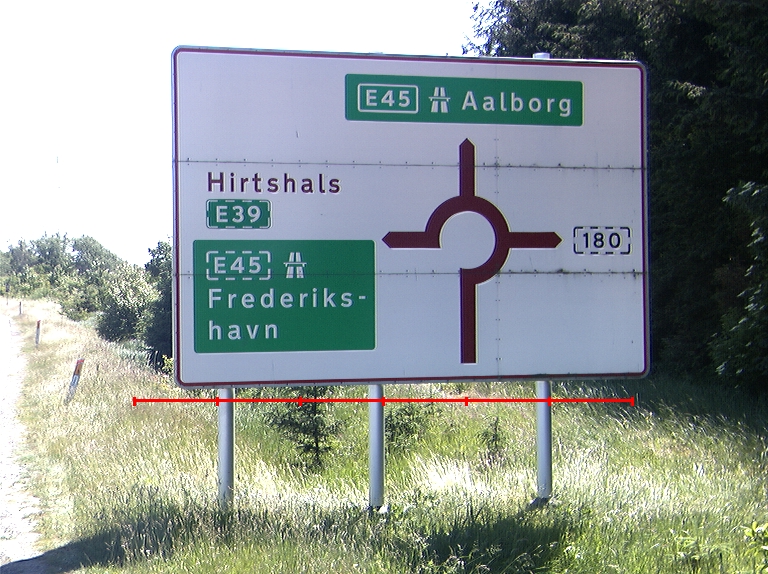 E45 Aalborg
Hirtshals
E39
180
E45
Frederiks-
havn